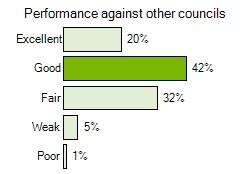 Performance against other councils
Excellent 20%
Good 42%
Fair 32%
Weak 5%
Poor 1%